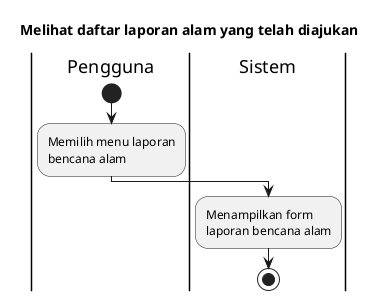 Melihat daftar laporan alam yang telah diajukan
Pengguna
Sistem
Memilih menu laporan
bencana alam
Menampilkan form
laporan bencana alam